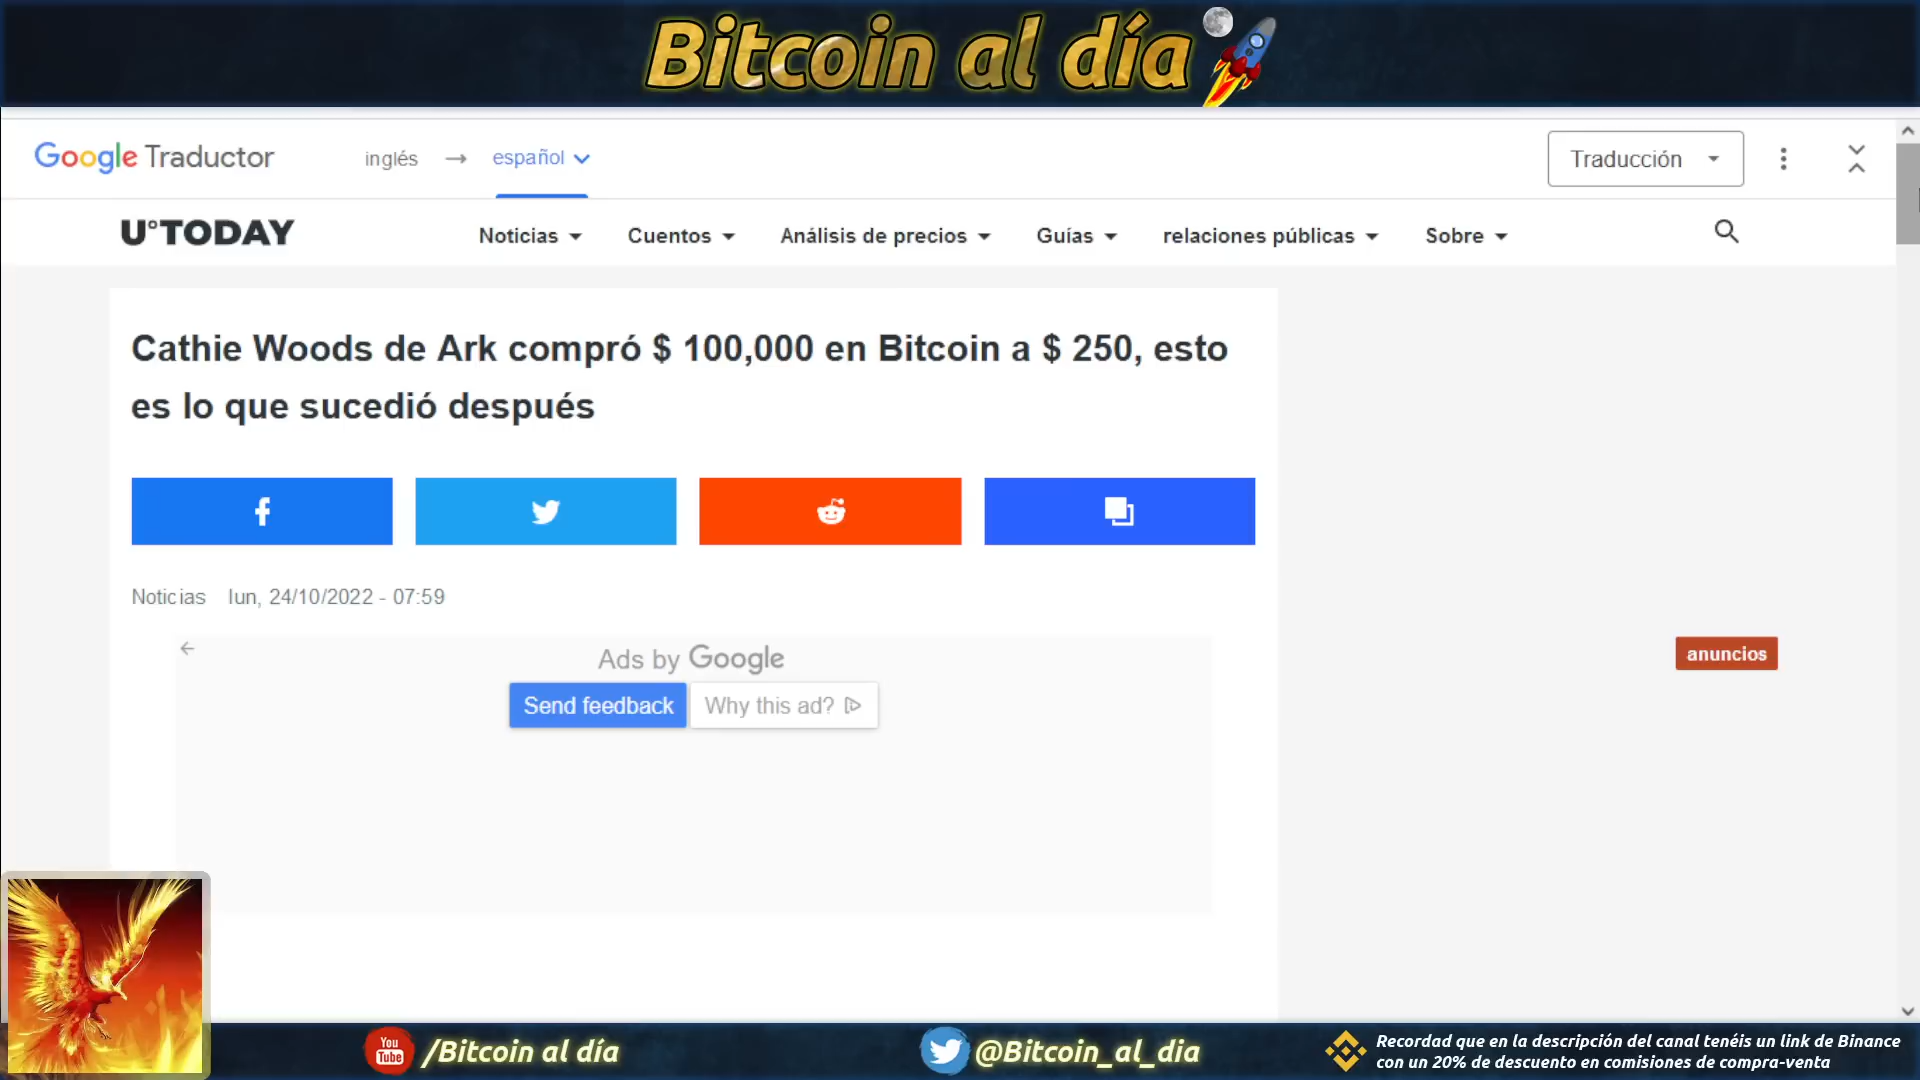 Bitcoin al día
Google Traductor
inglés → español
Traducción
U°TODAY
Noticias
Cuentos
Análisis de precios
Guías
relaciones públicas
Sobre
Cathie Woods de Ark compró $ 100,000 en Bitcoin a $ 250, esto
es lo que sucedió después
Noticias lun, 24/10/2022 - 07:59
Ads by Google
Send feedback
Why this ad?
anuncios
You
Tube
/Bitcoin al día
@Bitcoin_al_dia
Recordad que en la descripción del canal tenéis un link de Binance
con un 20% de descuento en comisiones de compra-venta